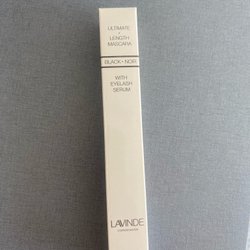 ULTIMATE
+
LENGTH
MASCARA
BLACK • NOIR
WITH
EYELASH
SERUM
LAVINDE